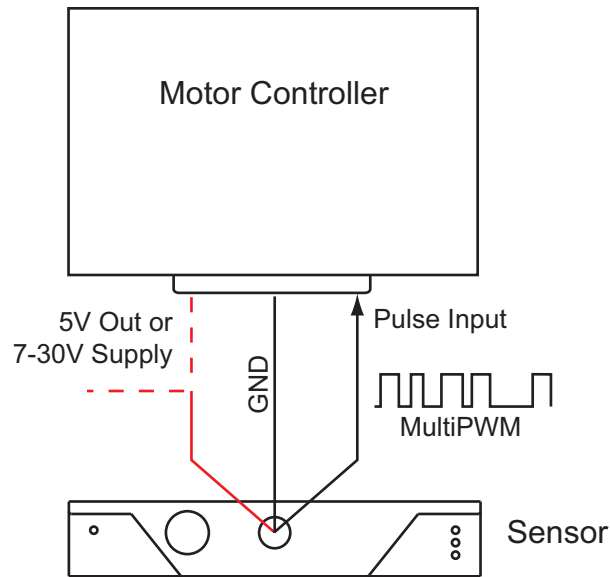 Motor Controller
5V Out or
7-30V Supply
GND
Pulse Input
MultiPWM
Sensor